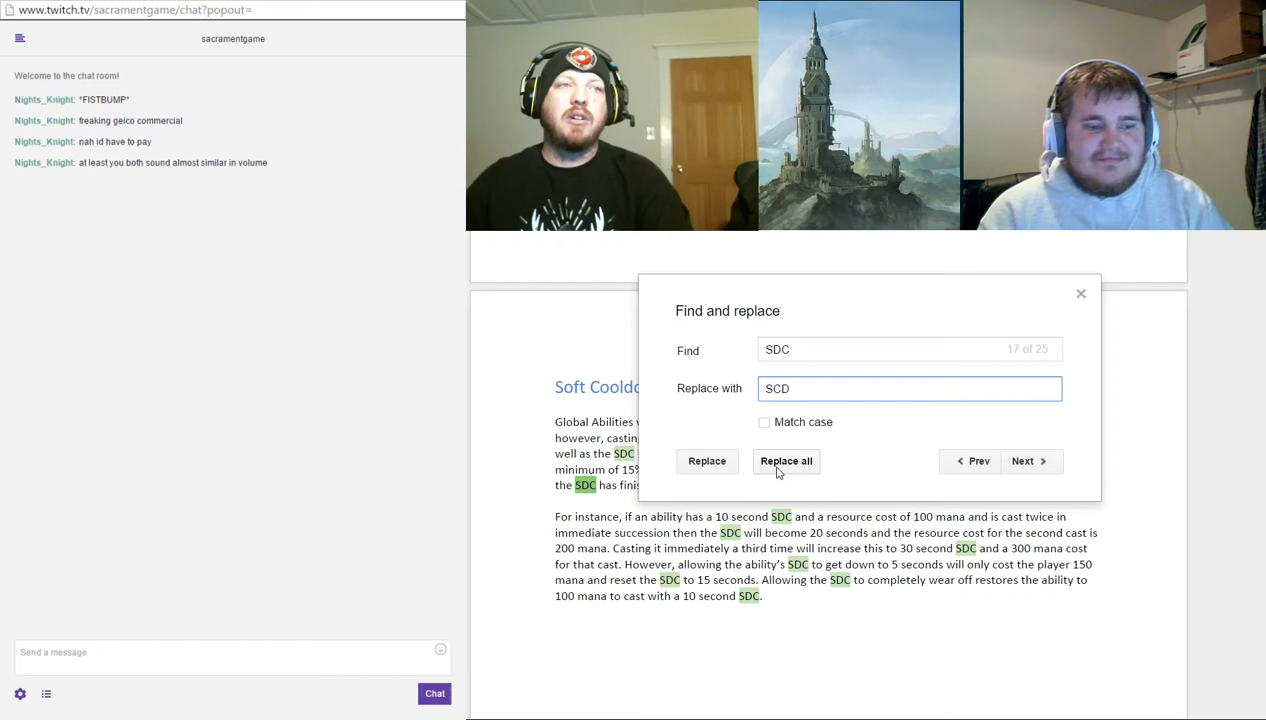 www.twitch.tv/sacramentgame/chat?popout=
sacramentgame
Welcome to the chat room!
Nights_Knight: *FISTBUMP*
Nights_Knight: freaking geico commercial
Nights_Knight: nah id have to pay
Nights_Knight: at least you both sound almost similar in volume
Send a message
Chat
Find and replace
Find
SDC
17 of 25
Replace with
SCD
Match case
Replace
Replace all
Prev
Next
Soft Cooldo
Global Abilities
however, casting
well as the SDC
minimum of 15%
the SDC has finis
For instance, if an ability has a 10 second SDC and a resource cost of 100 mana and is cast twice in
immediate succession then the SDC will become 20 seconds and the resource cost for the second cast is
200 mana. Casting it immediately a third time will increase this to 30 second SDC and a 300 mana cost
for that cast. However, allowing the ability’s SDC to get down to 5 seconds will only cost the player 150
mana and reset the SDC to 15 seconds. Allowing the SDC to completely wear off restores the ability to
100 mana to cast with a 10 second SDC.